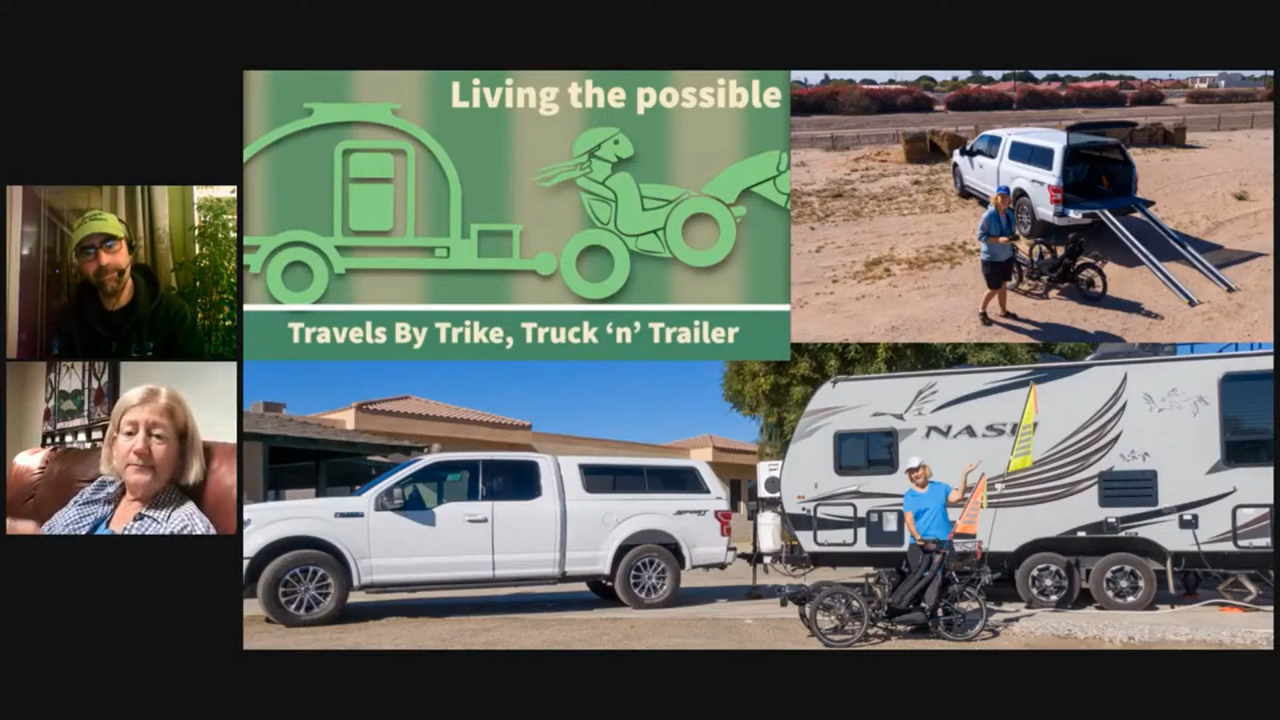 Living the possible
Travels By Trike, Truck ‘n’ Trailer
NASH
SPORT